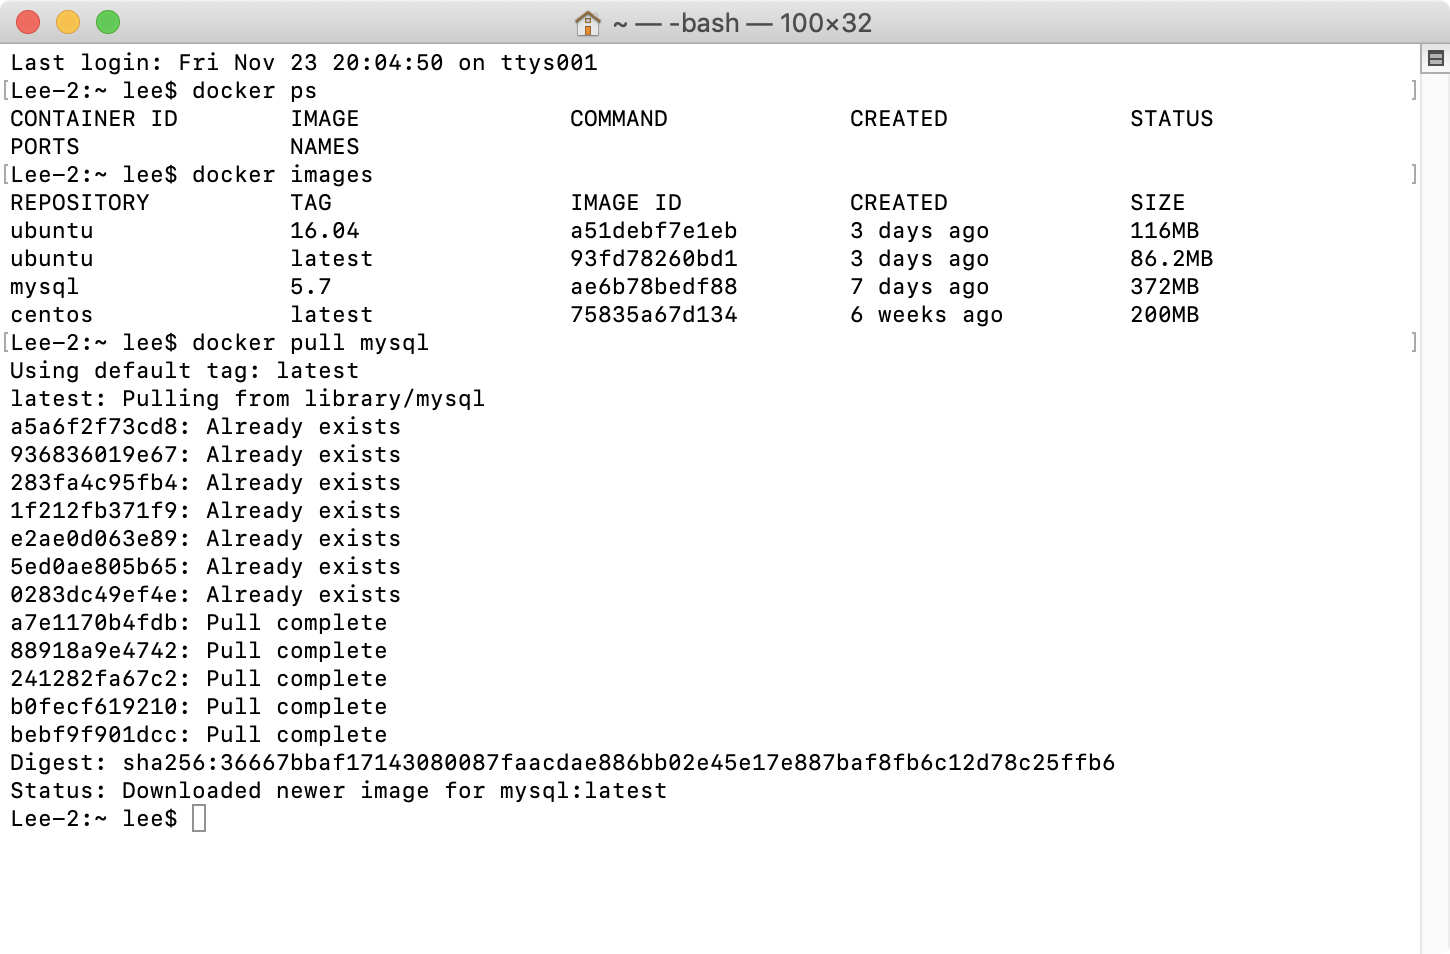 ~ — -bash — 100×32
Last login: Fri Nov 23 20:04:50 on ttys001
[Lee-2:~ lee$ docker ps ]
CONTAINER ID        IMAGE               COMMAND             CREATED             STATUS
PORTS               NAMES
[Lee-2:~ lee$ docker images ]
REPOSITORY          TAG                 IMAGE ID            CREATED             SIZE
ubuntu              16.04               a51debf7e1eb        3 days ago          116MB
ubuntu              latest              93fd78260bd1        3 days ago          86.2MB
mysql               5.7                 ae6b78bedf88        7 days ago          372MB
centos              latest              75835a67d134        6 weeks ago         200MB
[Lee-2:~ lee$ docker pull mysql ]
Using default tag: latest
latest: Pulling from library/mysql
a5a6f2f73cd8: Already exists
936836019e67: Already exists
283fa4c95fb4: Already exists
1f212fb371f9: Already exists
e2ae0d063e89: Already exists
5ed0ae805b65: Already exists
0283dc49ef4e: Already exists
a7e1170b4fdb: Pull complete
88918a9e4742: Pull complete
241282fa67c2: Pull complete
b0fecf619210: Pull complete
bebf9f901dcc: Pull complete
Digest: sha256:36667bbaf17143080087faacdae886bb02e45e17e887baf8fb6c12d78c25ffb6
Status: Downloaded newer image for mysql:latest
Lee-2:~ lee$